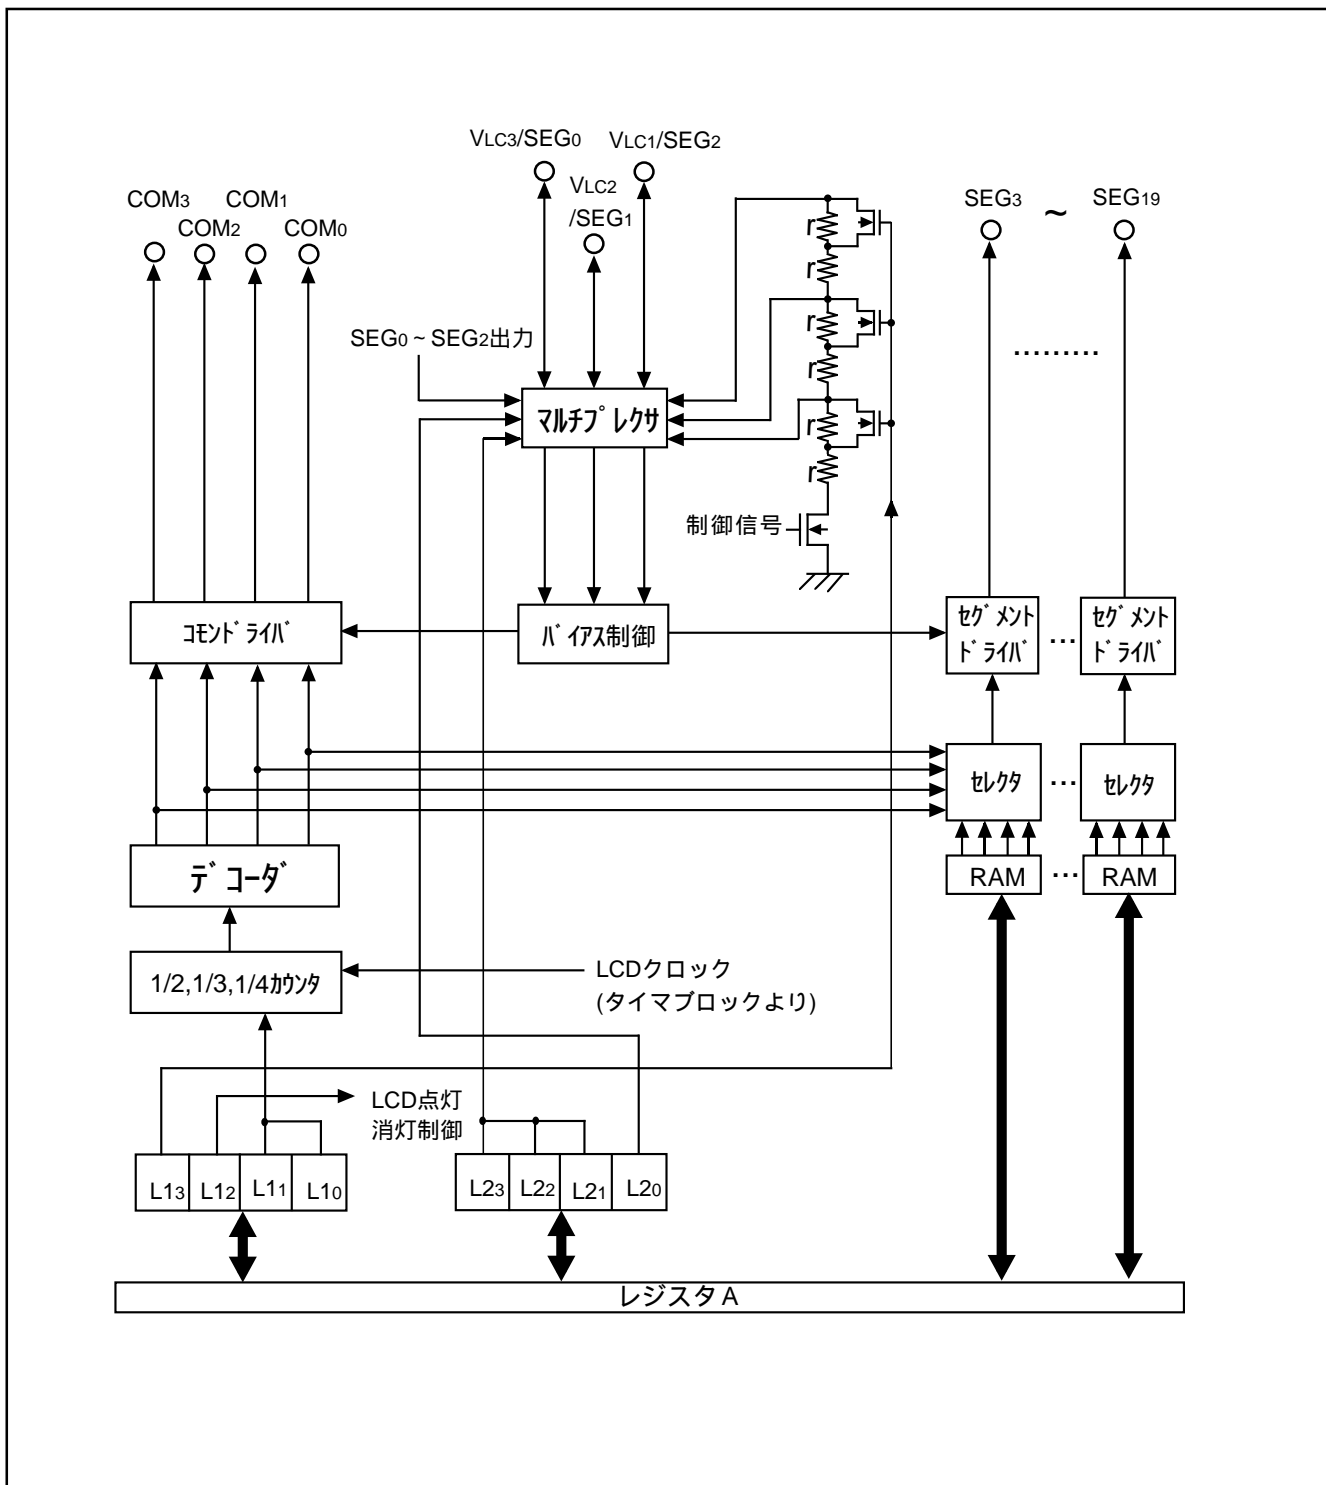 VLC3/SEG0
VLC1/SEG2
VLC2
/SEG1
COM3
COM2
COM1
COM0
SEG3
~
SEG19
r
r
r
r
r
r
SEG0 ~ SEG2出力
マルチプレクサ
制御信号
コモンドライバ
バイアス制御
セグメント
ドライバ
...
セグメント
ドライバ
セレクタ
...
セレクタ
デコーダ
RAM
...
RAM
1/2,1/3,1/4カウンタ
LCDクロック
(タイマブロックより)
LCD点灯
消灯制御
L13
L12
L11
L10
L23
L22
L21
L20
レジスタ A